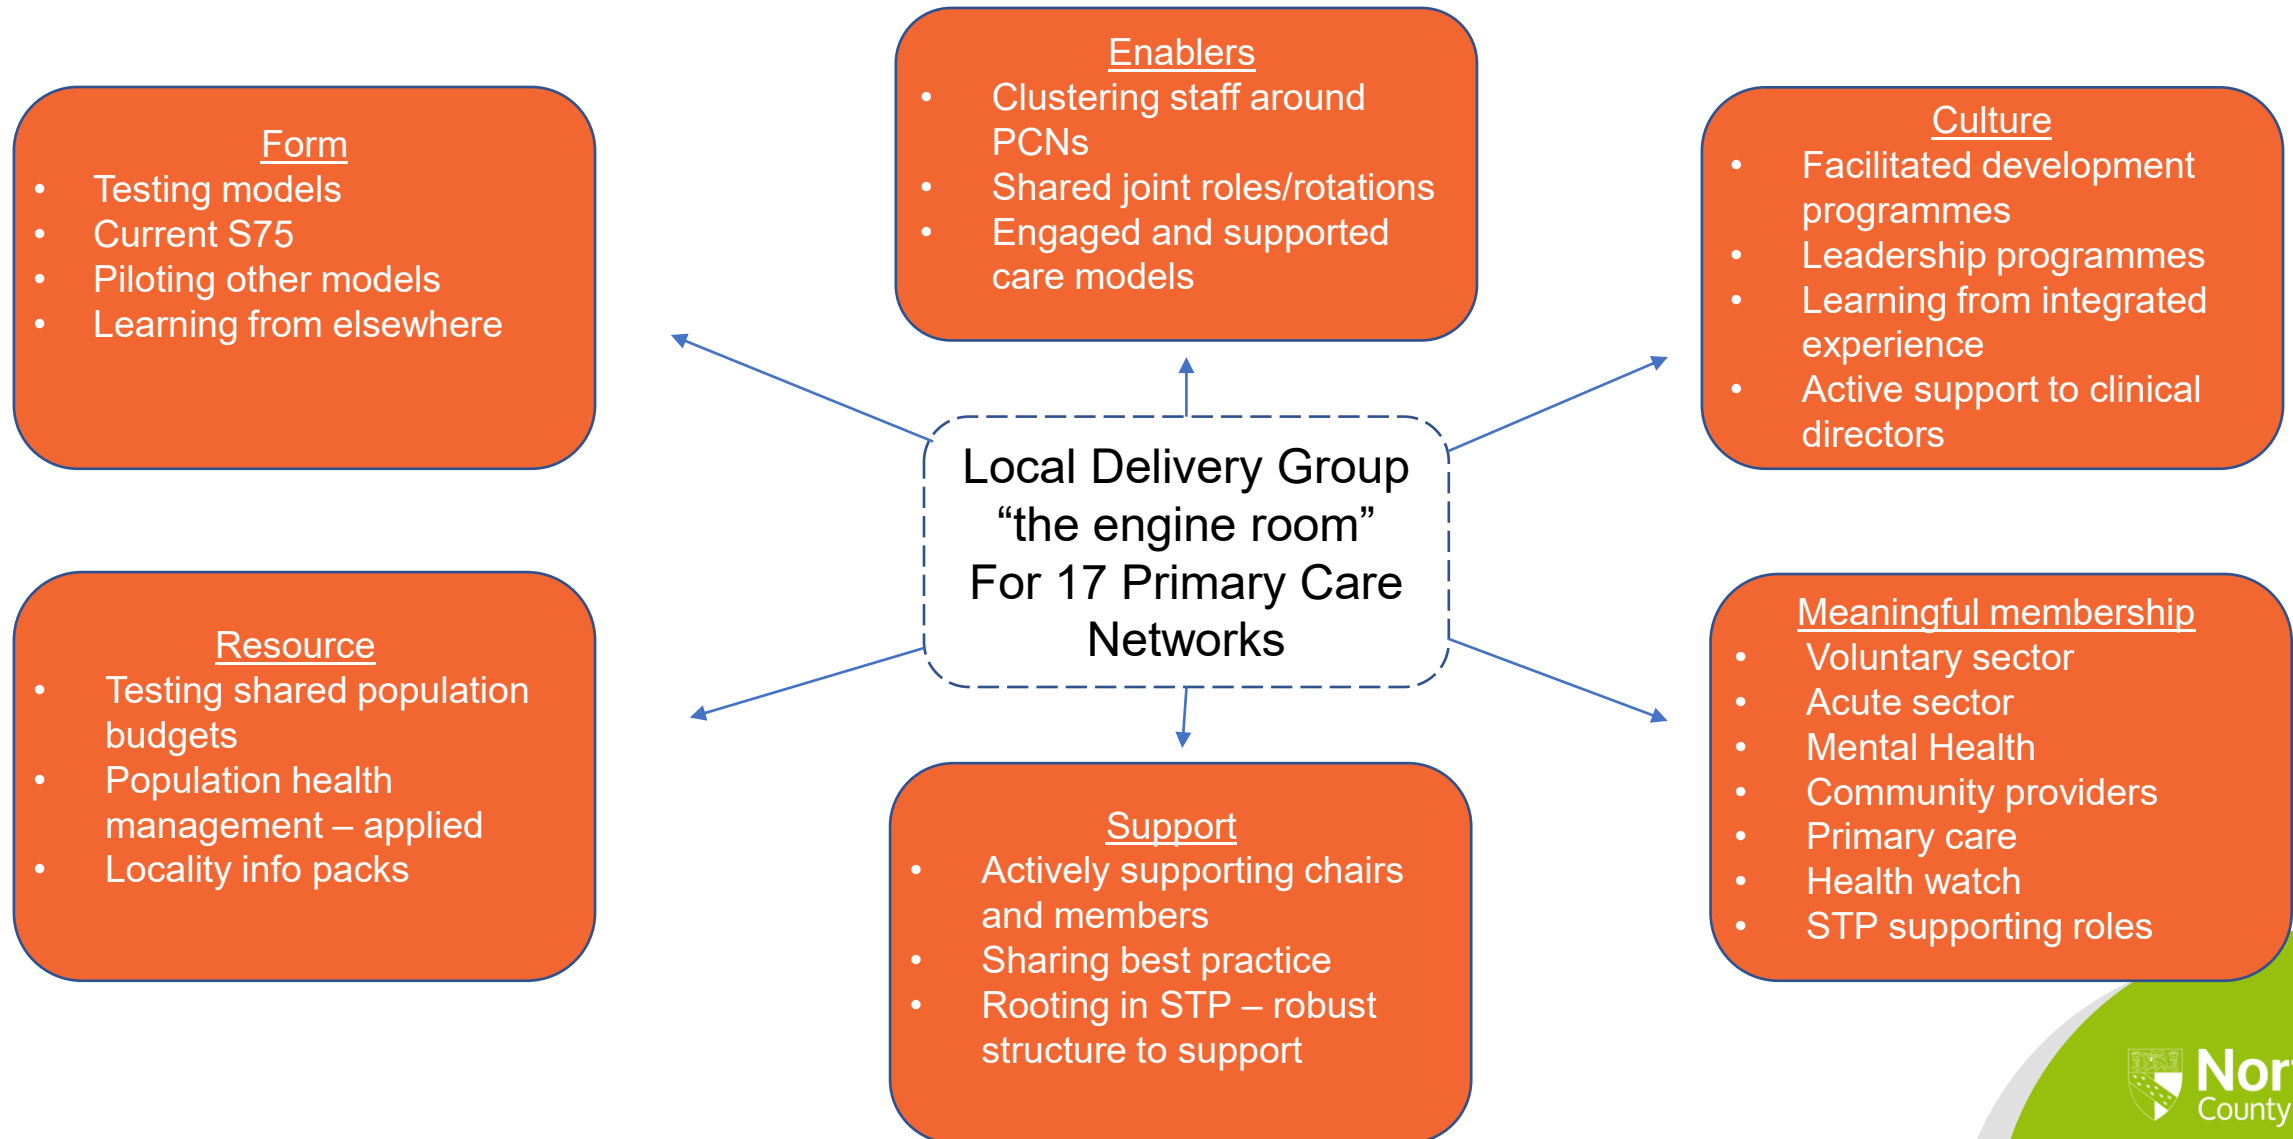 Form
• Testing models
• Current S75
• Piloting other models
• Learning from elsewhere
Enablers
• Clustering staff around
PCNs
• Shared joint roles/rotations
• Engaged and supported
care models
Culture
• Facilitated development
programmes
• Leadership programmes
• Learning from integrated
experience
• Active support to clinical
directors
Local Delivery Group
“the engine room”
For 17 Primary Care
Networks
Resource
• Testing shared population
budgets
• Population health
management – applied
• Locality info packs
Support
• Actively supporting chairs
and members
• Sharing best practice
• Rooting in STP – robust
structure to support
Meaningful membership
• Voluntary sector
• Acute sector
• Mental Health
• Community providers
• Primary care
• Health watch
• STP supporting roles
County